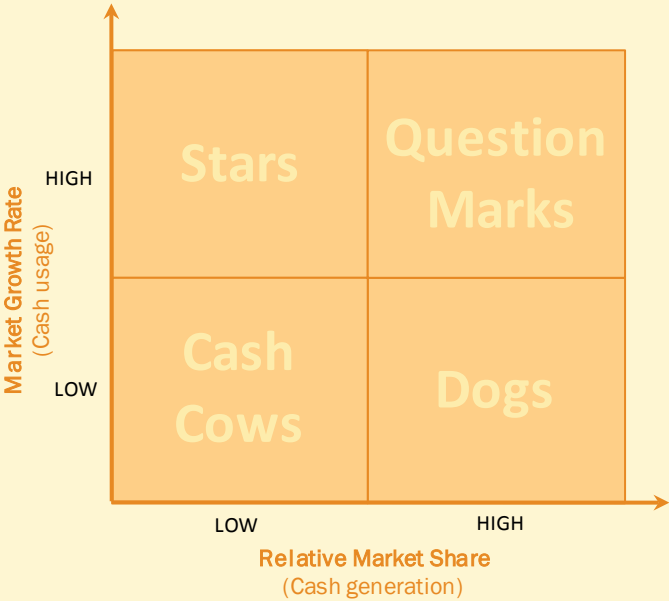 Stars
Question
Marks
HIGH
Market Growth Rate
(Cash usage)
Cash
Cows
Dogs
LOW
LOW
HIGH
Relative Market Share
(Cash generation)